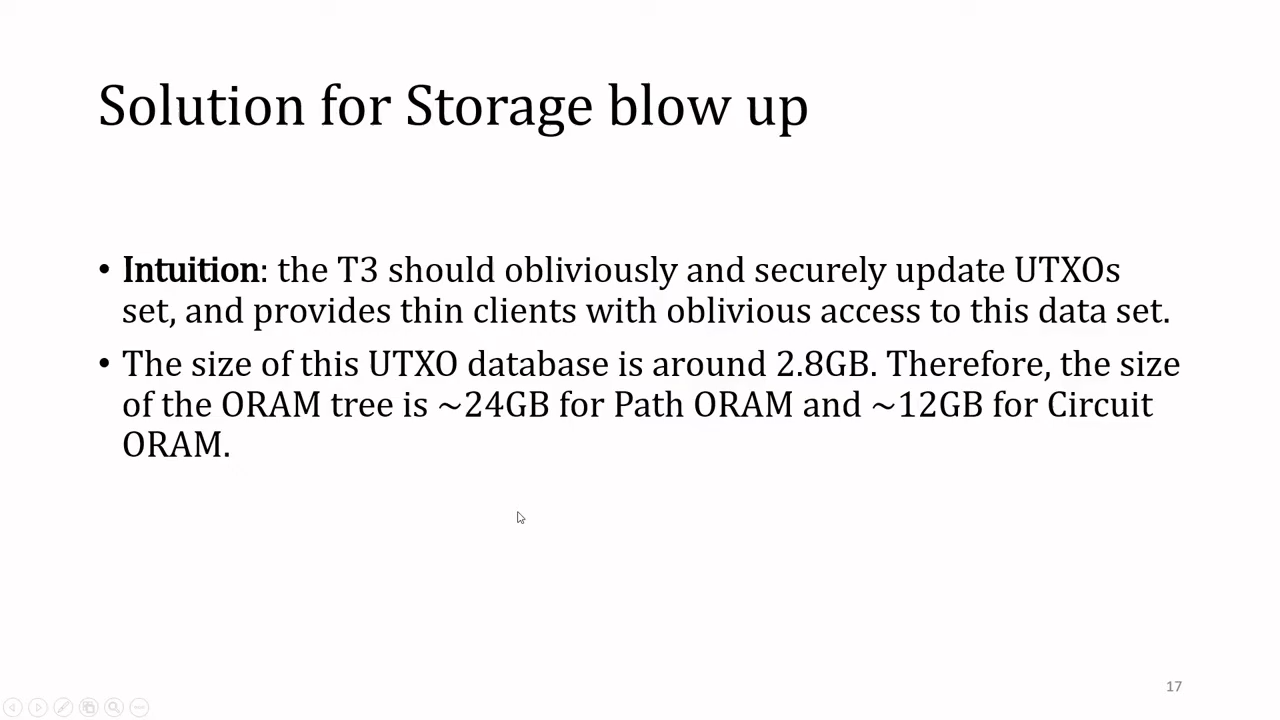 Solution for Storage blow up
• Intuition: the T3 should obliviously and securely update UTXOs
set, and provides thin clients with oblivious access to this data set.
• The size of this UTXO database is around 2.8GB. Therefore, the size
of the ORAM tree is ~24GB for Path ORAM and ~12GB for Circuit
ORAM.
17